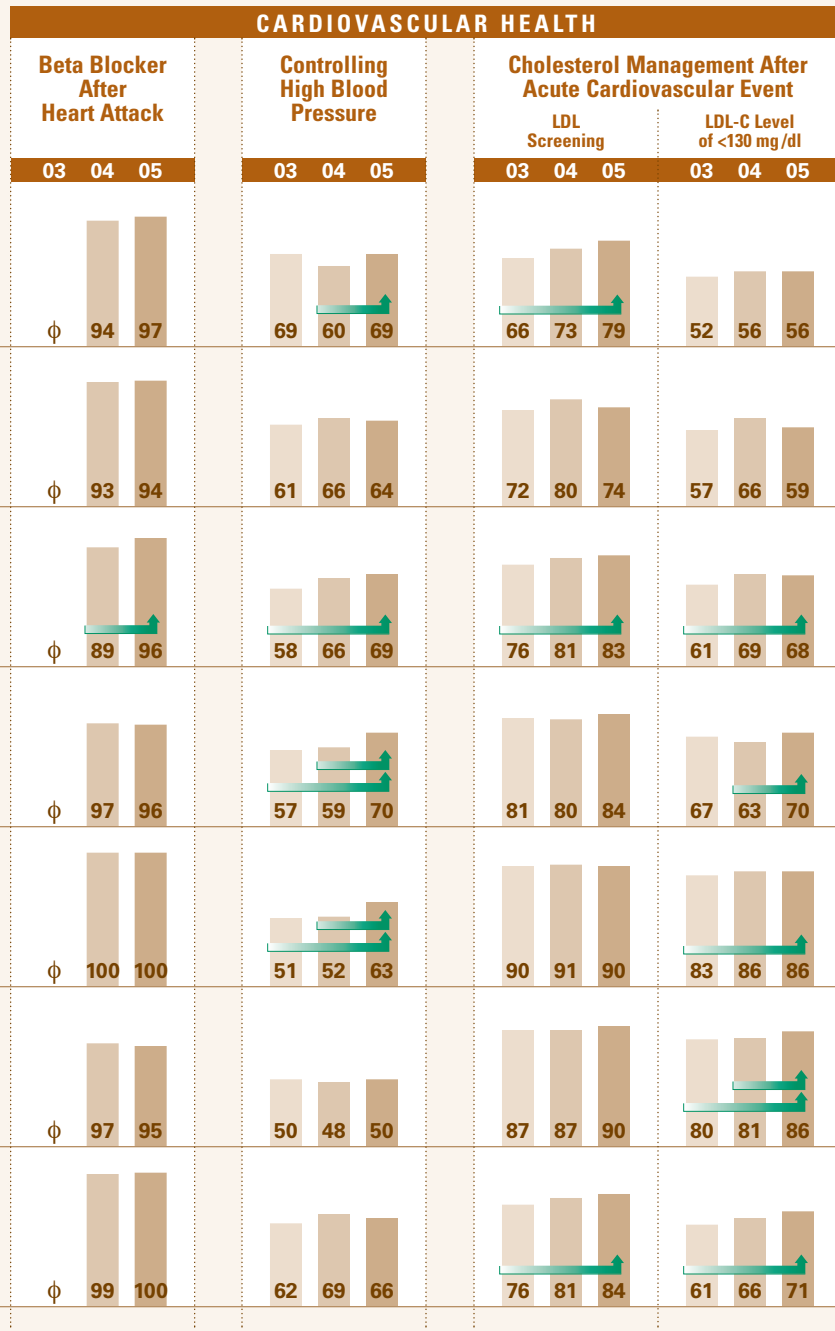 CARDIOVASCULAR HEALTH
Beta Blocker
After
Heart Attack
Controlling
High Blood
Pressure
Cholesterol Management After
Acute Cardiovascular Event
LDL
Screening
LDL-C Level
of <130 mg/dl
03 04 05 03 04 05 03 04 05 03 04 05
ϕ 94 97 69 60 69 66 73 79 52 56 56
ϕ 93 94 61 66 64 72 80 74 57 66 59
ϕ 89 96 58 66 69 76 81 83 61 69 68
ϕ 97 96 57 59 70 81 80 84 67 63 70
ϕ 100 100 51 52 63 90 91 90 83 86 86
ϕ 97 95 50 48 50 87 87 90 80 81 86
ϕ 99 100 62 69 66 76 81 84 61 66 71